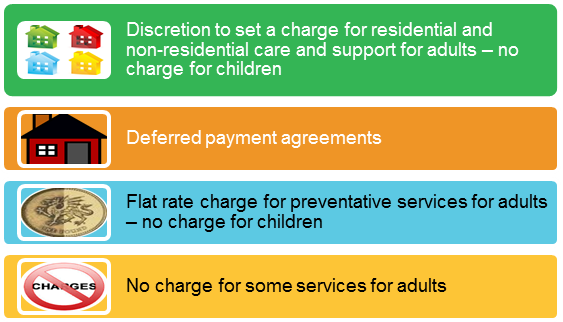 Discretion to set a charge for residential and
non-residential care and support for adults – no
charge for children
Deferred payment agreements
Flat rate charge for preventative services for adults
– no charge for children
CHARGES
No charge for some services for adults